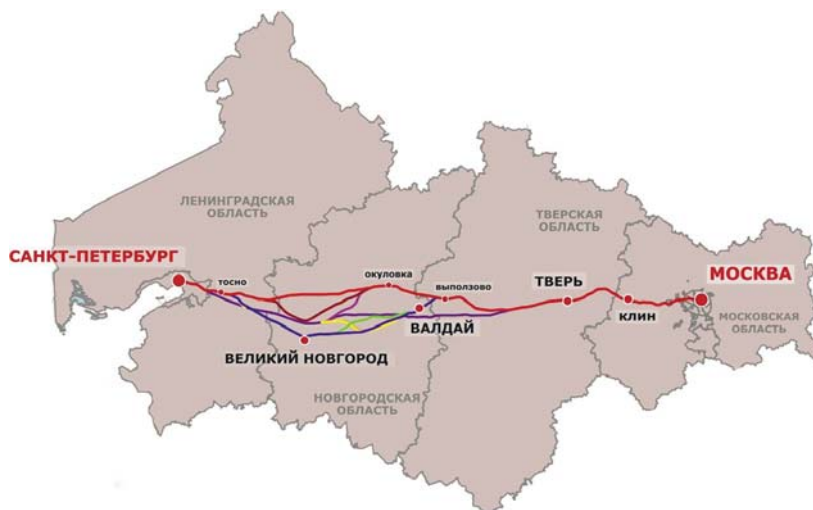 ЛЕНИНГРАДСКАЯ
ОБЛАСТЬ
ТВЕРСКАЯ
ОБЛАСТЬ
САНКТ-ПЕТЕРБУРГ
ТОСНО
ОКУЛОВКА
ВЫПОЛЗОВО
ТВЕРЬ
МОСКВА
КЛИН
МОСКОВСКАЯ
ОБЛАСТЬ
ВАЛДАЙ
ВЕЛИКИЙ НОВГОРОД
НОВГОРОДСКАЯ
ОБЛАСТЬ